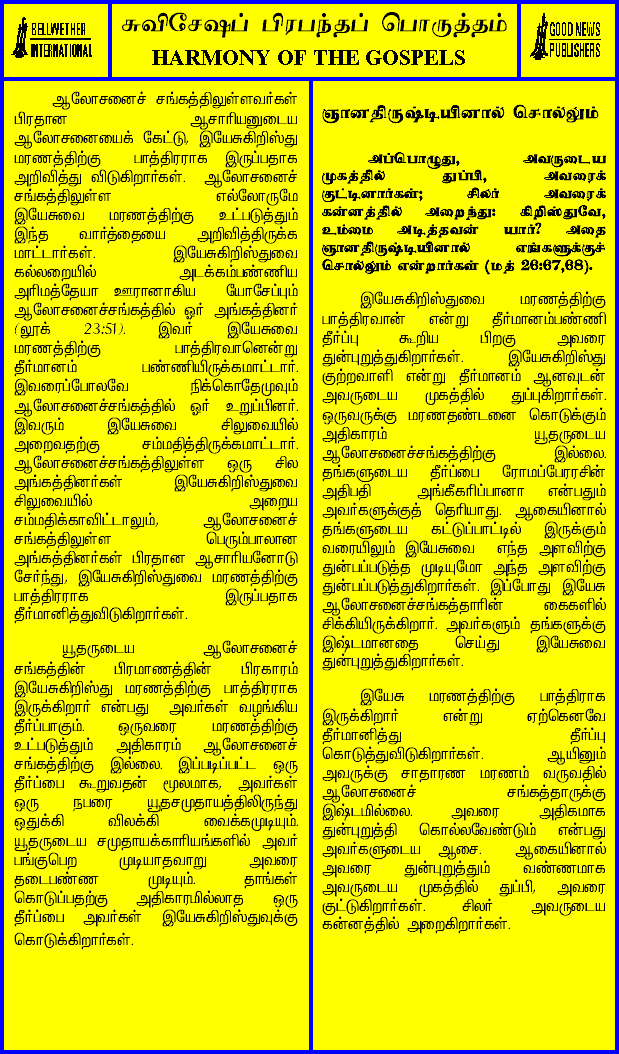 BELLWETHER
INTERNATIONAL
சுவிசேஷப் பிரபந்தப் பொருத்தம்
HARMONY OF THE GOSPELS
GOOD NEWS
PUBLISHERS
ஆலோசனைச் சங்கத்திலுள்ளவர்கள்
பிரதான ஆசாரியனுடைய
ஆலோசனையைக் கேட்டு, இயேசுகிறிஸ்து
மரணத்திற்கு பாத்திரராக இருப்பதாக
அறிவித்து விடுகிறார்கள். ஆலோசனைச்
சங்கத்திலுள்ள எல்லோருமே
இயேசுவை மரணத்திற்கு உட்படுத்தும்
இந்த வார்த்தையை அறிவித்திருக்க
மாட்டார்கள். இயேசுகிறிஸ்துவை
கல்லறையில் அடக்கம்பண்ணிய
அரிமத்தேயா ஊரானாகிய யோசேப்பும்
ஆலோசனைச்சங்கத்தில் ஓர் அங்கத்தினர்
(லூக் 23:51). இவர் இயேசுவை
மரணத்திற்கு பாத்திரவானென்று
தீர்மானம் பண்ணியிருக்கமாட்டார்.
இவரைப்போலவே நிக்கொதேமுவும்
ஆலோசனைச்சங்கத்தில் ஓர் உறுப்பினர்.
இவரும் இயேசுவை சிலுவையில்
அறைவதற்கு சம்மதித்திருக்கமாட்டார்.
ஆலோசனைச்சங்கத்திலுள்ள ஒரு சில
அங்கத்தினர்கள் இயேசுகிறிஸ்துவை
சிலுவையில் அறைய
சம்மதிக்காவிட்டாலும், ஆலோசனைச்
சங்கத்திலுள்ள பெரும்பாலான
அங்கத்தினர்கள் பிரதான ஆசாரியனோடு
சேர்ந்து, இயேசுகிறிஸ்துவை மரணத்திற்கு
பாத்திரராக இருப்பதாக
தீர்மானித்துவிடுகிறார்கள்.
யூதருடைய ஆலோசனைச்
சங்கத்தின் பிரமாணத்தின் பிரகாரம்
இயேசுகிறிஸ்து மரணத்திற்கு பாத்திரராக
இருக்கிறார் என்பது அவர்கள் வழங்கிய
தீர்ப்பாகும். ஒருவரை மரணத்திற்கு
உட்படுத்தும் அதிகாரம் ஆலோசனைச்
சங்கத்திற்கு இல்லை. இப்படிப்பட்ட ஒரு
தீர்ப்பை கூறுவதன் மூலமாக, அவர்கள்
ஒரு நபரை யூதசமுதாயத்திலிருந்து
ஒதுக்கி விலக்கி வைக்கமுடியும்.
யூதருடைய சமுதாயக்காரியங்களில் அவர்
பங்குபெற முடியாதவாறு அவரை
தடைபண்ண முடியும். தாங்கள்
கொடுப்பதற்கு அதிகாரமில்லாத ஒரு
தீர்ப்பை அவர்கள் இயேசுகிறிஸ்துவுக்கு
கொடுக்கிறார்கள்.
ஞானதிருஷ்டியினால் சொல்லும்
அப்பொழுது, அவருடைய
முகத்தில் துப்பி, அவரைக்
குட்டினார்கள்; சிலர் அவரைக்
கன்னத்தில் அறைந்து: கிறிஸ்துவே,
உம்மை அடித்தவன் யார்? அதை
ஞானதிருஷ்டியினால் எங்களுக்குச்
சொல்லும் என்றார்கள் (மத் 26:67,68).
இயேசுகிறிஸ்துவை மரணத்திற்கு
பாத்திரவான் என்று தீர்மானம்பண்ணி
தீர்ப்பு கூறிய பிறகு அவரை
துன்புறுத்துகிறார்கள். இயேசுகிறிஸ்து
குற்றவாளி என்று தீர்மானம் ஆனவுடன்
அவருடைய முகத்தில் துப்புகிறார்கள்.
ஒருவருக்கு மரணதண்டனை கொடுக்கும்
அதிகாரம் யூதருடைய
ஆலோசனைச்சங்கத்திற்கு இல்லை.
தங்களுடைய தீர்ப்பை ரோமப்பேரரசின்
அதிபதி அங்கீகரிப்பானா என்பதும்
அவர்களுக்குத் தெரியாது. ஆகையினால்
தங்களுடைய கட்டுப்பாட்டில் இருக்கும்
வரையிலும் இயேசுவை எந்த அளவிற்கு
துன்பப்படுத்த முடியுமோ அந்த அளவிற்கு
துன்பப்படுத்துகிறார்கள். இப்போது இயேசு
ஆலோசனைச்சங்கத்தாரின் கைகளில்
சிக்கியிருக்கிறார். அவர்களும் தங்களுக்கு
இஷ்டமானதை செய்து இயேசுவை
துன்புறுத்துகிறார்கள்.
இயேசு மரணத்திற்கு பாத்திராக
இருக்கிறார் என்று ஏற்கெனவே
தீர்மானித்து தீர்ப்பு
கொடுத்துவிடுகிறார்கள். ஆயினும்
அவருக்கு சாதாரண மரணம் வருவதில்
ஆலோசனைச் சங்கத்தாருக்கு
இஷ்டமில்லை. அவரை அதிகமாக
துன்புறுத்தி கொல்லவேண்டும் என்பது
அவர்களுடைய ஆசை. ஆகையினால்
அவரை துன்புறுத்தும் வண்ணமாக
அவருடைய முகத்தில் துப்பி, அவரை
குட்டுகிறார்கள். சிலர் அவருடைய
கன்னத்தில் அறைகிறார்கள்.